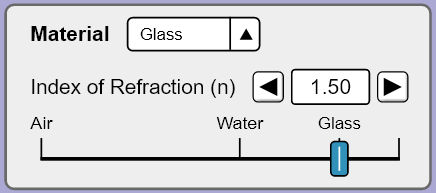 Material Glass
Index of Refraction (n) 1.50
Air Water Glass